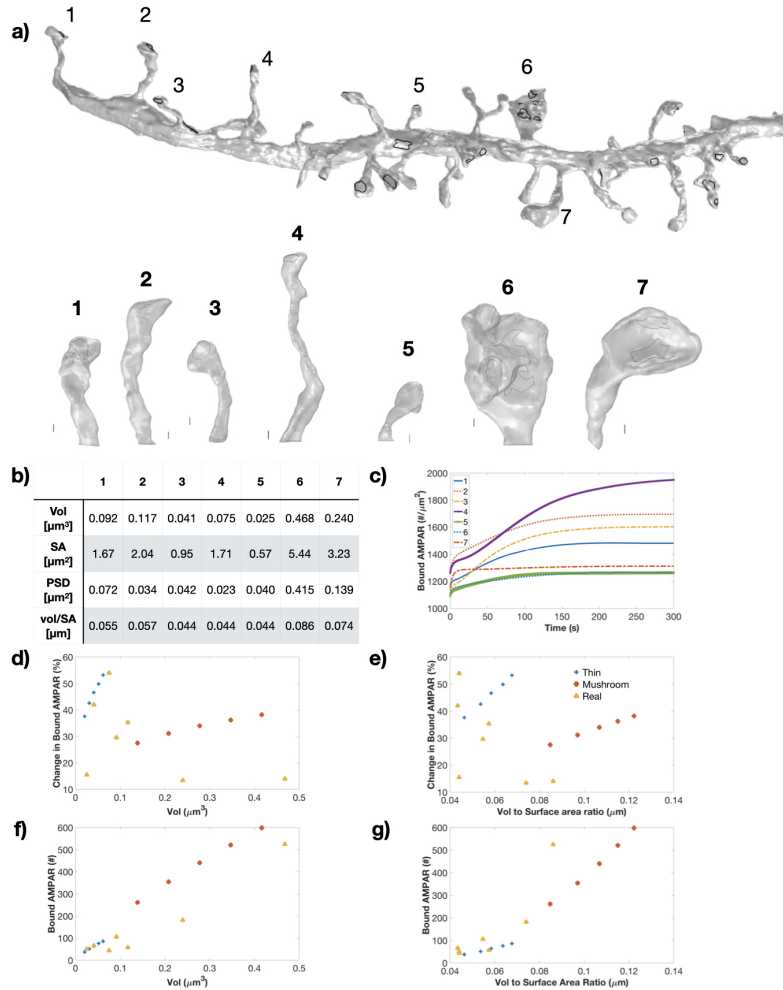 a)
1
2
3
4
5
6
7
1
2
3
4
5
6
7
b)
1 2 3 4 5 6 7
Vol [µm³] 0.092 0.117 0.041 0.075 0.025 0.468 0.240
SA [µm²] 1.67 2.04 0.95 1.71 0.57 5.44 3.23
PSD [µm²] 0.072 0.034 0.042 0.023 0.040 0.415 0.139
vol/SA [µm] 0.055 0.057 0.044 0.044 0.044 0.086 0.074
c)
Bound AMPAR (#/µm²)
2000
1800
1600
1400
1200
1000
1
2
3
4
5
6
7
0 50 100 150 200 250 300
Time (s)
d)
Change in Bound AMPAR (%)
60
50
40
30
20
10
0 0.1 0.2 0.3 0.4 0.5
Vol (µm³)
e)
Change in Bound AMPAR (%)
60
50
40
30
20
10
Thin
Mushroom
Real
0.04 0.06 0.08 0.1 0.12 0.14
Vol to Surface area ratio (µm)
f)
Bound AMPAR (#)
600
500
400
300
200
100
0
0 0.1 0.2 0.3 0.4 0.5
Vol (µm³)
g)
Bound AMPAR (#)
600
500
400
300
200
100
0
0.04 0.06 0.08 0.1 0.12 0.14
Vol to Surface Area Ratio (µm)